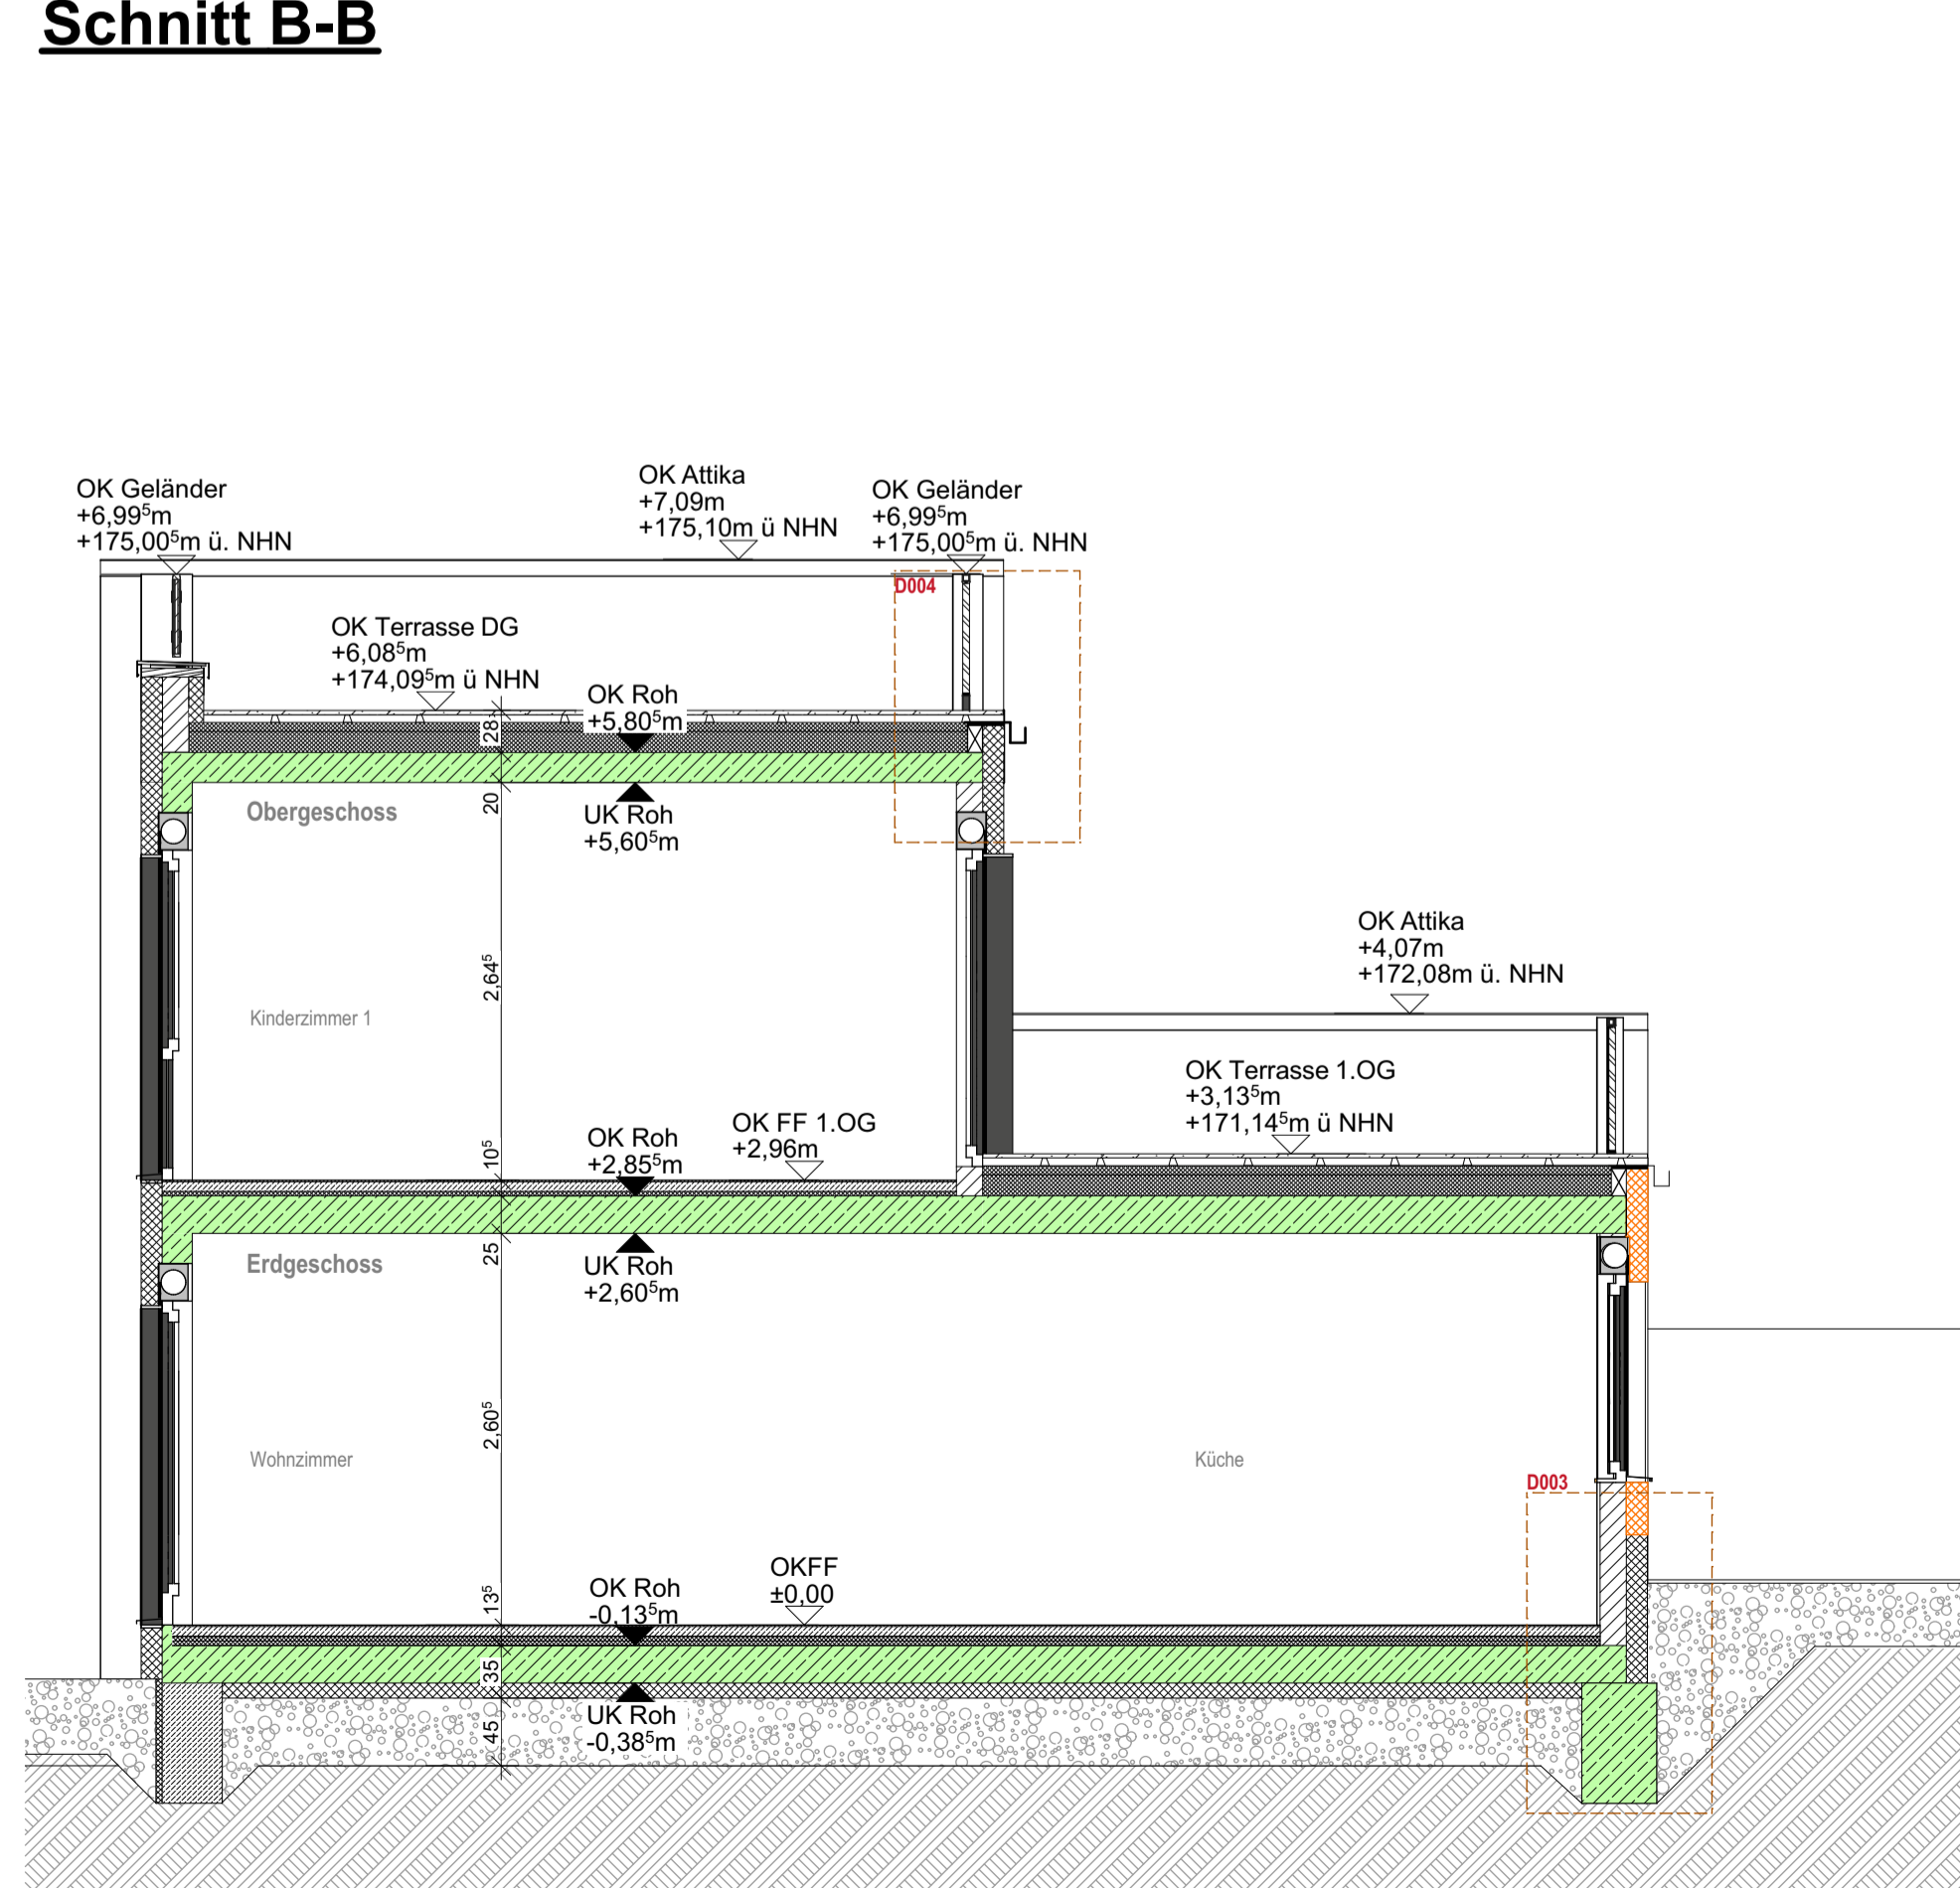 Schnitt B-B
OK Geländer
+6,99⁵m
+175,00⁵m ü. NHN
OK Attika
+7,09m
+175,10m ü NHN
OK Geländer
+6,99⁵m
+175,00⁵m ü. NHN
D004
OK Terrasse DG
+6,08⁵m
+174,09⁵m ü NHN
OK Roh
+5,80⁵m
28
20
UK Roh
+5,60⁵m
Obergeschoss
2,64⁵
Kinderzimmer 1
OK Attika
+4,07m
+172,08m ü. NHN
OK Terrasse 1.OG
+3,13⁵m
+171,14⁵m ü NHN
OK FF 1.OG
+2,96m
OK Roh
+2,85⁵m
10⁵
25
UK Roh
+2,60⁵m
Erdgeschoss
2,60⁵
Wohnzimmer
Küche
D003
OKFF
±0,00
OK Roh
-0,13⁵m
13⁵
35
UK Roh
-0,38⁵m
45